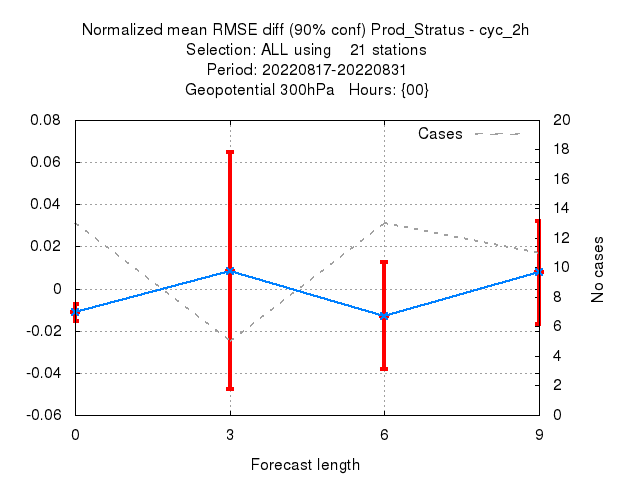 Normalized mean RMSE diff (90% conf) Prod_Stratus - cyc_2h
Selection: ALL using    21 stations
Period: 20220817-20220831
Geopotential 300hPa   Hours: {00}
Cases
0.08
0.06
0.04
0.02
0
-0.02
-0.04
-0.06
20
18
16
14
12
10
8
6
4
2
0
No cases
0 3 6 9
Forecast length